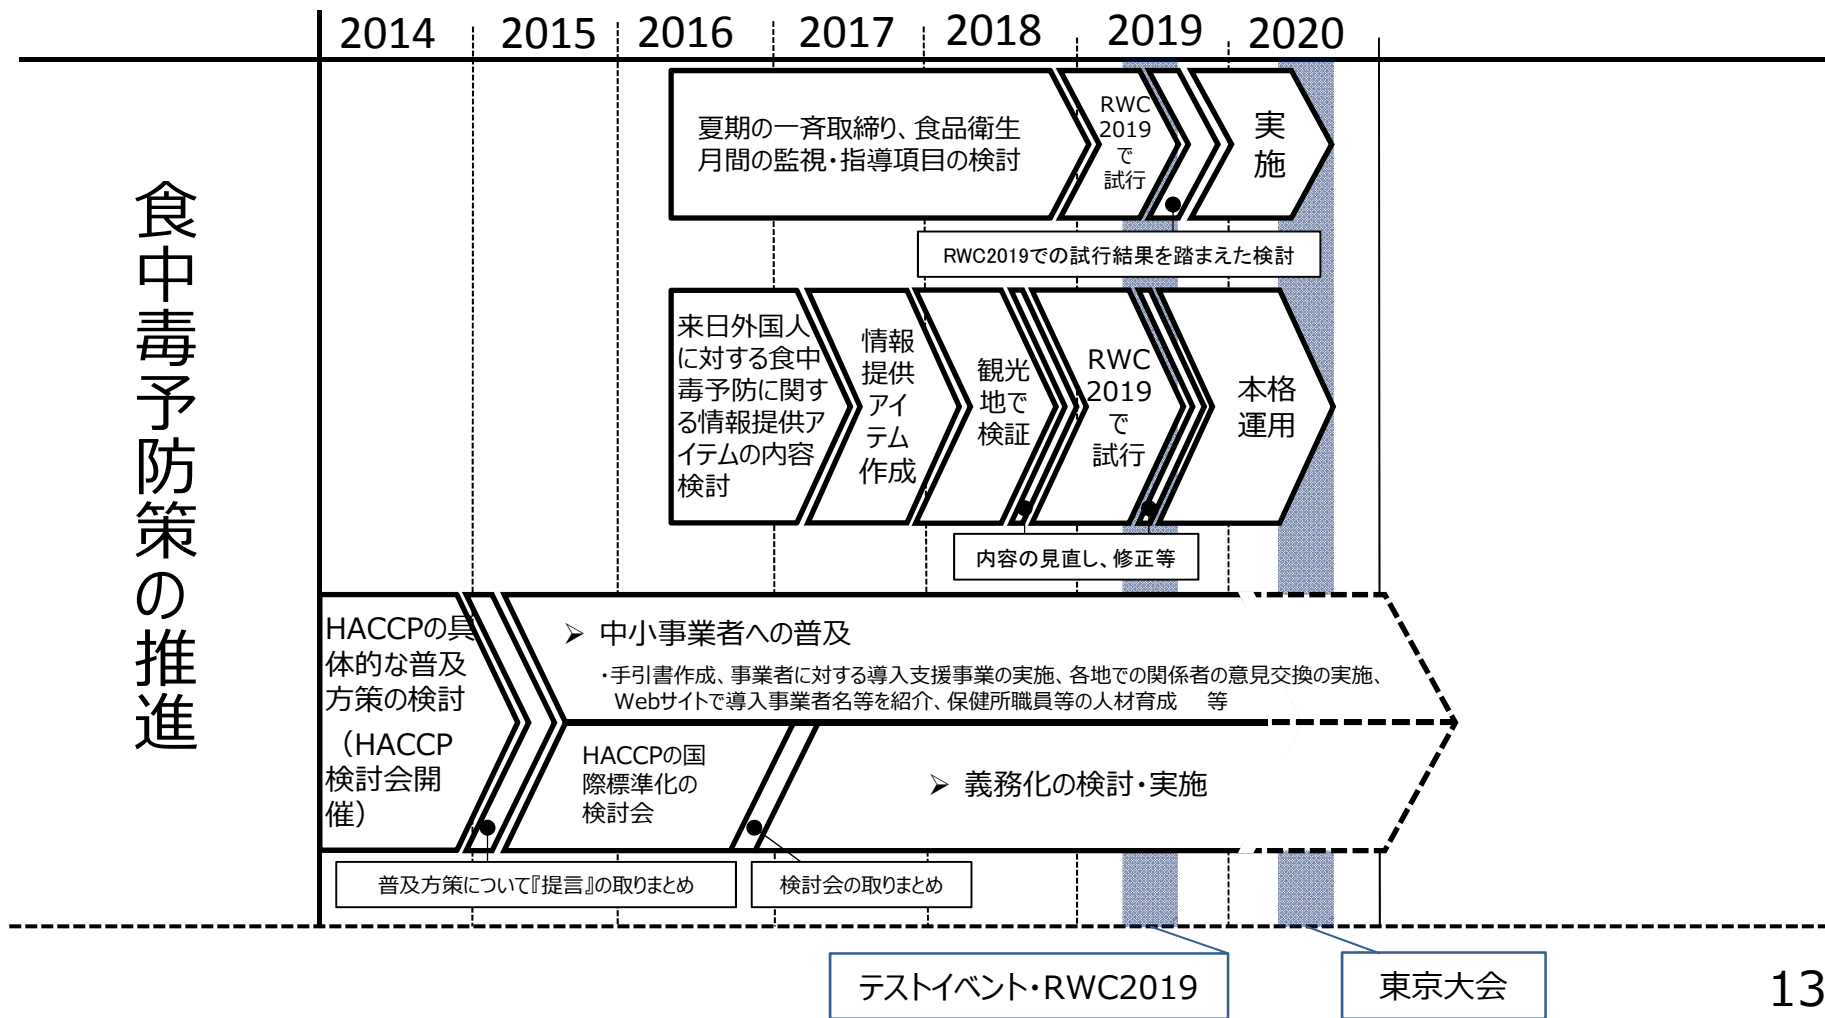 2014 2015 2016 2017 2018 2019 2020
食中毒予防策の推進
夏期の一斉取締り、食品衛生
月間の監視・指導項目の検討
RWC
2019
で
試行
実
施
RWC2019での試行結果を踏まえた検討
来日外国人
に対する食中
毒予防に関す
る情報提供ア
イテムの内容
検討
情報
提供
アイ
テム
作成
観光
地で
検証
RWC
2019
で
試行
本格
運用
内容の見直し、修正等
HACCPの具
体的な普及
方策の検討
（HACCP
検討会開
催）
➢ 中小事業者への普及
・手引書作成、事業者に対する導入支援事業の実施、各地での関係者の意見交換の実施、
Webサイトで導入事業者名等を紹介、保健所職員等の人材育成　等
HACCPの国
際標準化の
検討会
➢ 義務化の検討・実施
普及方策について『提言』の取りまとめ
検討会の取りまとめ
テストイベント・RWC2019
東京大会
13